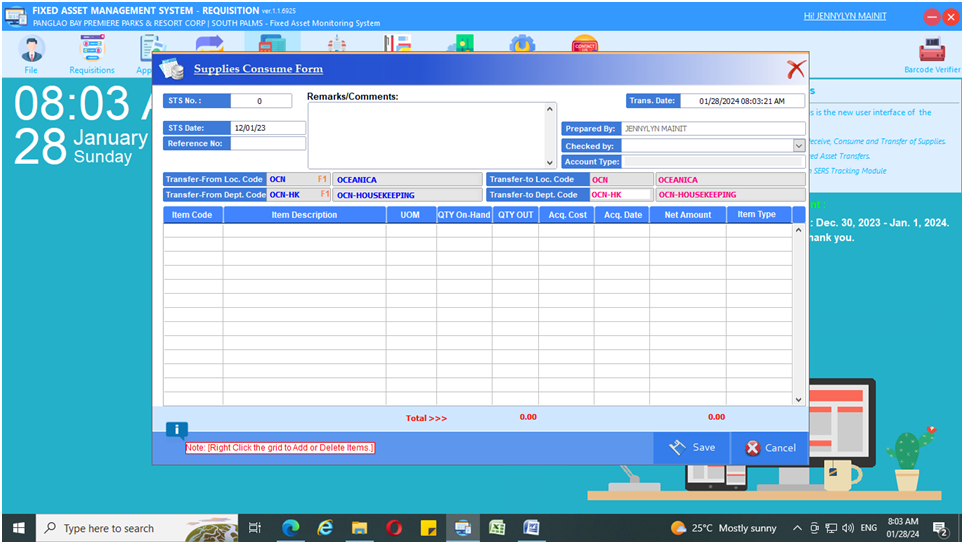 FIXED ASSET MANAGEMENT SYSTEM - REQUISITION ver.1.1.6925
PANGLAO BAY PREMIERE PARKS & RESORT CORP | SOUTH PALMS - Fixed Asset Monitoring System
Hi! JENNYLYN MAINIT
File
Requisitions
App
Barcode Verifier
08:03 A
28 January
Sunday
Supplies Consume Form
STS No. : 0
Remarks/Comments:
Trans. Date: 01/28/2024 08:03:21 AM
STS Date: 12/01/23
Reference No:
Prepared By: JENNYLYN MAINIT
Checked by:
Account Type:
Transfer-From Loc. Code OCN F1 OCEANICA Transfer-to Loc. Code OCN OCEANICA
Transfer-From Dept. Code OCN-HK F1 OCN-HOUSEKEEPING Transfer-to Dept. Code OCN-HK OCN-HOUSEKEEPING
Item Code Item Description UOM QTY On-Hand QTY OUT Acq. Cost Acq. Date Net Amount Item Type
Total >>> 0.00 0.00
Note: [Right Click the grid to Add or Delete Items.]
Save Cancel
s
s is the new user interface of the
eceive, Consume and Transfer of Supplies.
ed Asset Transfers.
SERS Tracking Module
: Dec. 30, 2023 - Jan. 1, 2024.
hank you.
Type here to search
25°C Mostly sunny
ENG
8:03 AM
01/28/24
2